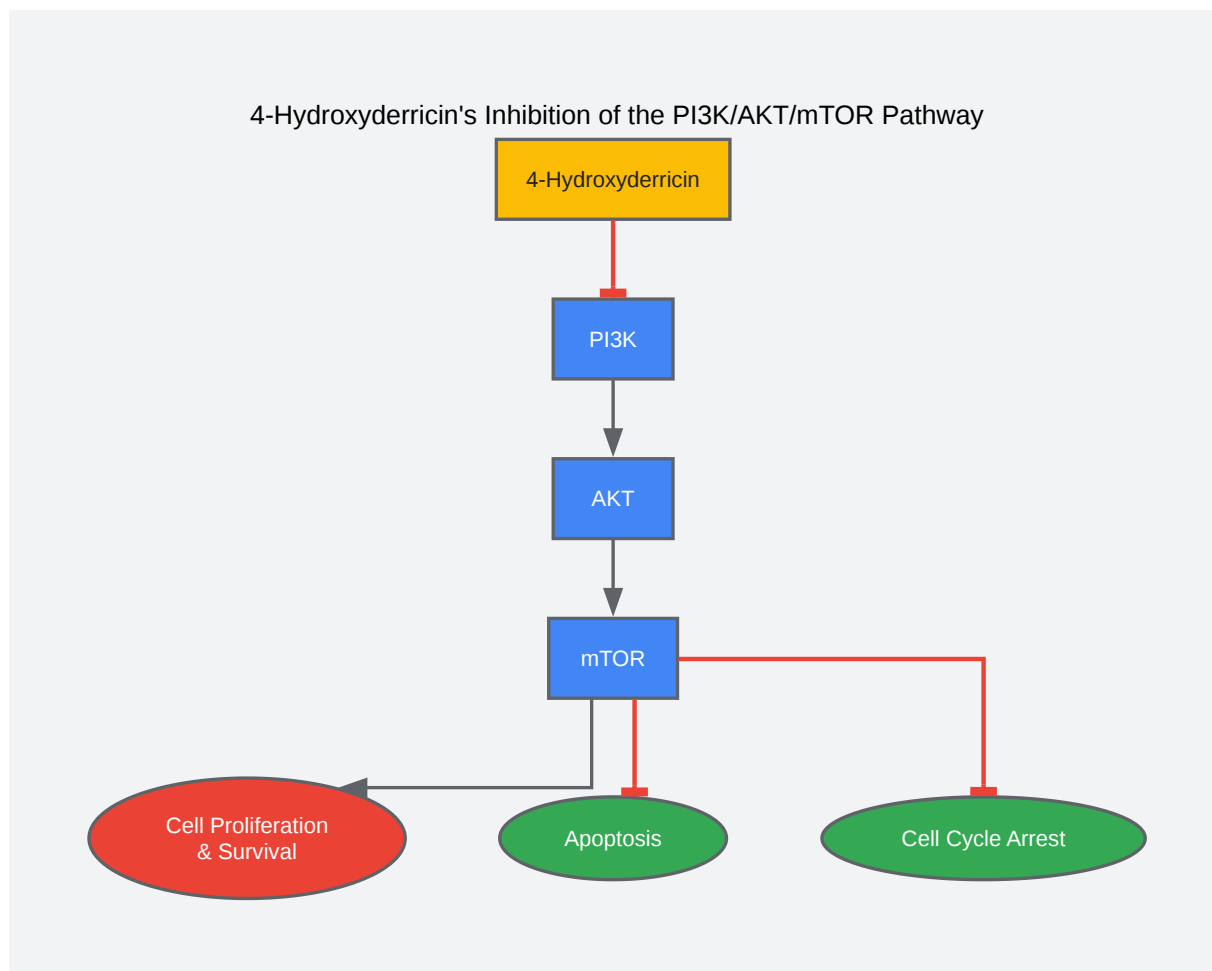 4-Hydroxyderricin's Inhibition of the PI3K/AKT/mTOR Pathway
4-Hydroxyderricin
PI3K
AKT
mTOR
Cell Proliferation
& Survival
Apoptosis
Cell Cycle Arrest